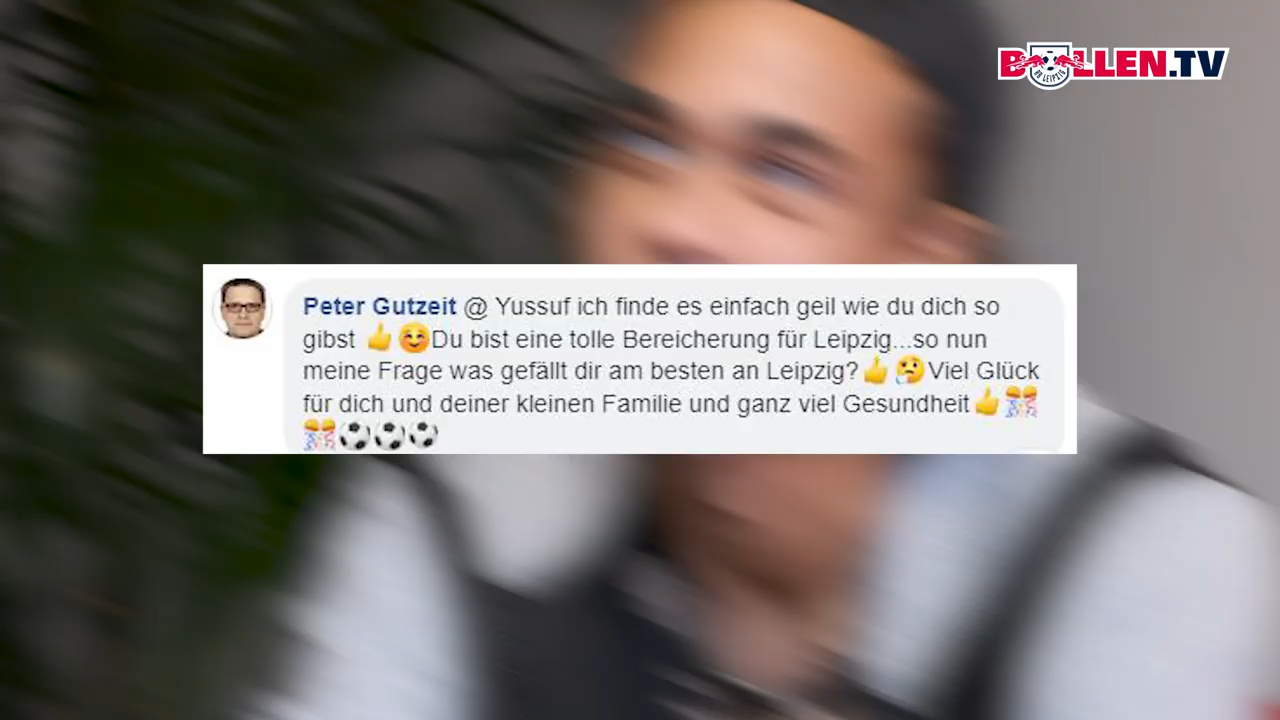 BULLEN.TV
RB LEIPZIG
Peter Gutzeit @ Yussuf ich finde es einfach geil wie du dich so
gibst 👍☺️Du bist eine tolle Bereicherung für Leipzig...so nun
meine Frage was gefällt dir am besten an Leipzig?👍🤔Viel Glück
für dich und deiner kleinen Familie und ganz viel Gesundheit👍🎊
🎊⚽⚽⚽